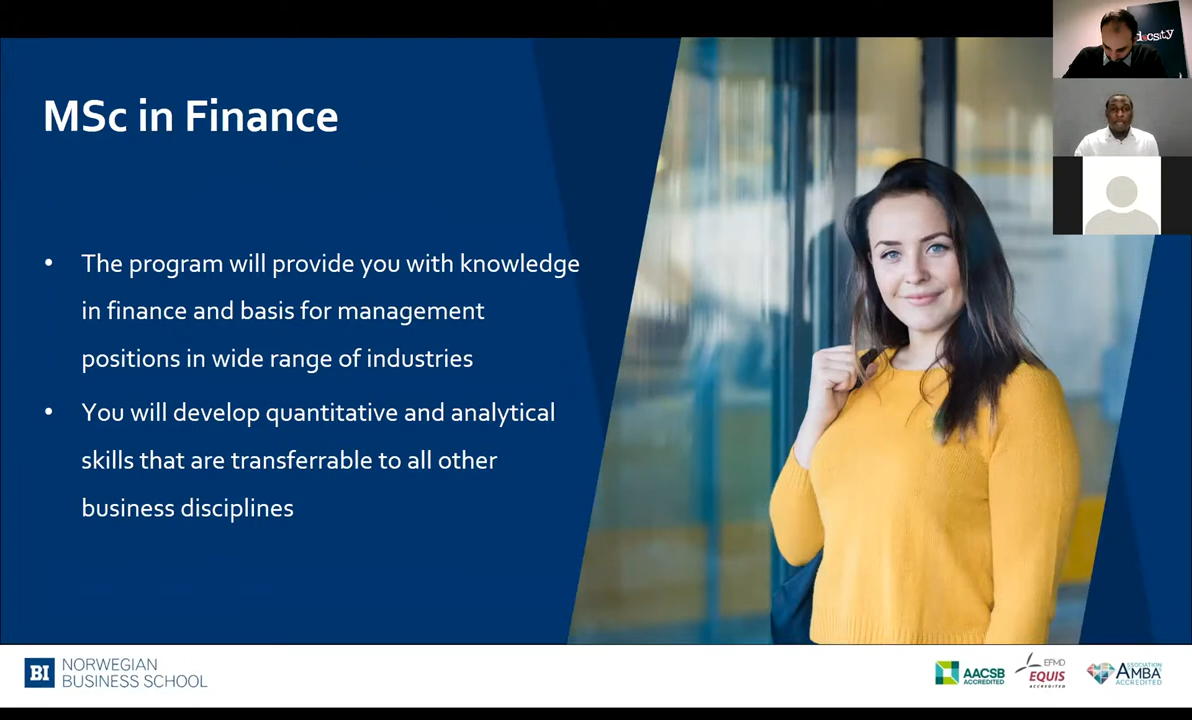 MSc in Finance
• The program will provide you with knowledge
in finance and basis for management
positions in wide range of industries
• You will develop quantitative and analytical
skills that are transferrable to all other
business disciplines
BI NORWEGIAN
BUSINESS SCHOOL
AACSB
ACCREDITED
EFMD
EQUIS
ACCREDITED
ASSOCIATION
AMBA
ACCREDITED